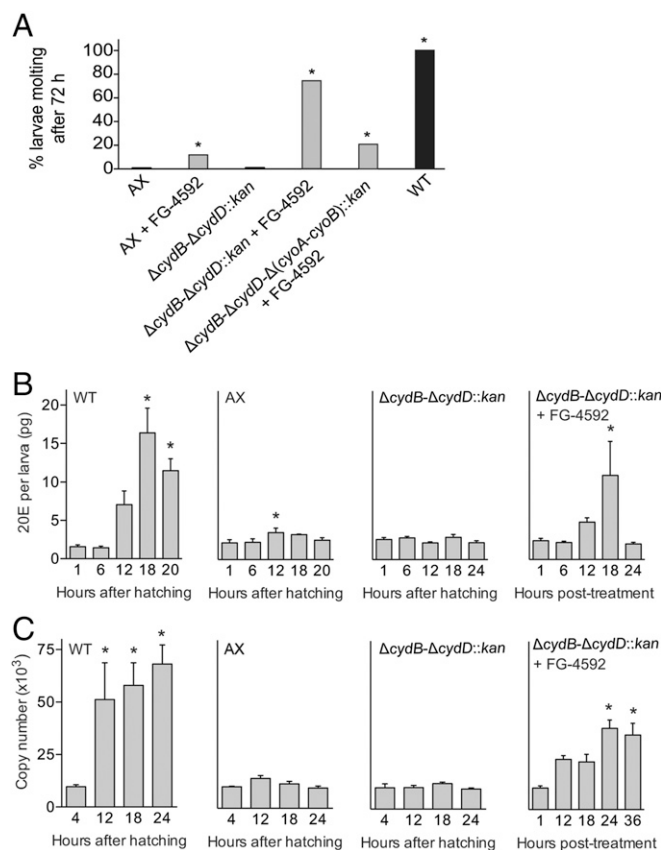 A
% larvae molting
after 72 h
100
80
60
40
20
0
*
*
*
*
AX
AX + FG-4592
ΔcydB-ΔcydD::kan
ΔcydB-ΔcydD::kan + FG-4592
ΔcydB-ΔcydD-Δ(cyoA-cyoB)::kan
+ FG-4592
WT
B
20E per larva (pg)
20
15
10
5
0
WT
*
*
1 6 12 18 20
Hours after hatching
AX
*
1 6 12 18 20
Hours after hatching
ΔcydB-ΔcydD::kan
1 6 12 18 24
Hours after hatching
ΔcydB-ΔcydD::kan
+ FG-4592
*
1 6 12 18 24
Hours post-treatment
C
Copy number (x10³)
75
50
25
0
WT
* * *
4 12 18 24
Hours after hatching
AX
4 12 18 24
Hours after hatching
ΔcydB-ΔcydD::kan
4 12 18 24
Hours after hatching
ΔcydB-ΔcydD::kan
+ FG-4592
* *
1 12 18 24 36
Hours post-treatment